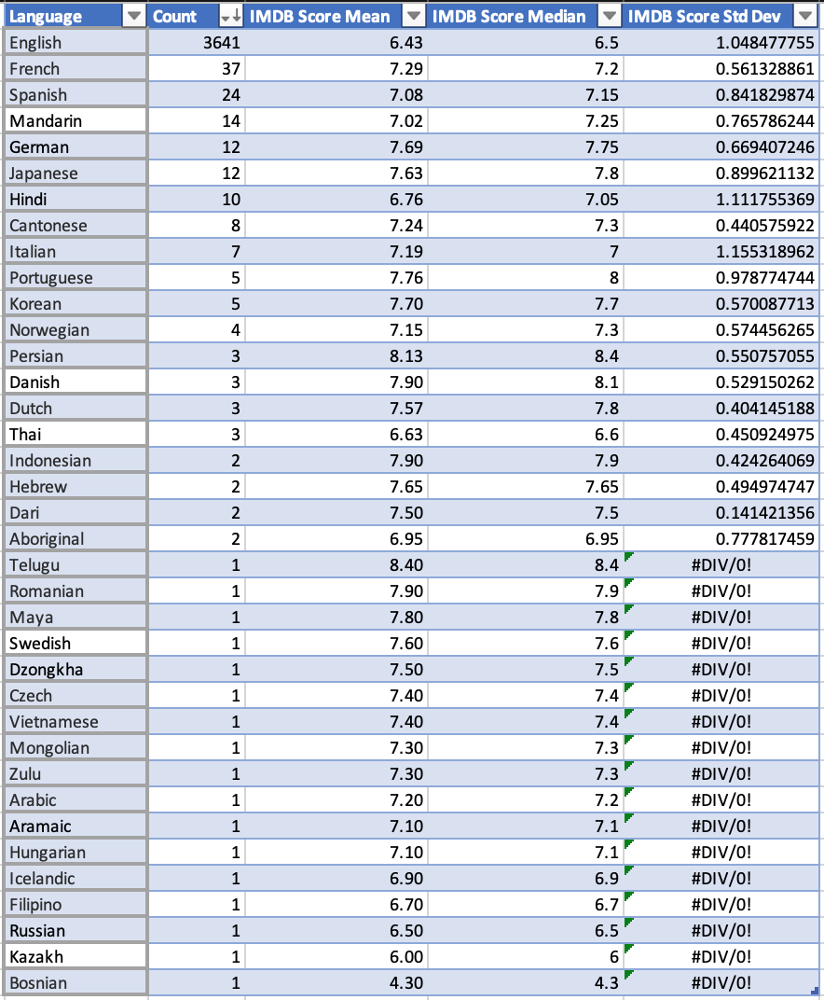 Language Count IMDB Score Mean IMDB Score Median IMDB Score Std Dev
English 3641 6.43 6.5 1.048477755
French 37 7.29 7.2 0.561328861
Spanish 24 7.08 7.15 0.841829874
Mandarin 14 7.02 7.25 0.765786244
German 12 7.69 7.75 0.669407246
Japanese 12 7.63 7.8 0.899621132
Hindi 10 6.76 7.05 1.111755369
Cantonese 8 7.24 7.3 0.440575922
Italian 7 7.19 7 1.155318962
Portuguese 5 7.76 8 0.978774744
Korean 5 7.70 7.7 0.570087713
Norwegian 4 7.15 7.3 0.574456265
Persian 3 8.13 8.4 0.550757055
Danish 3 7.90 8.1 0.529150262
Dutch 3 7.57 7.8 0.404145188
Thai 3 6.63 6.6 0.450924975
Indonesian 2 7.90 7.9 0.424264069
Hebrew 2 7.65 7.65 0.494974747
Dari 2 7.50 7.5 0.141421356
Aboriginal 2 6.95 6.95 0.777817459
Telugu 1 8.40 8.4 #DIV/0!
Romanian 1 7.90 7.9 #DIV/0!
Maya 1 7.80 7.8 #DIV/0!
Swedish 1 7.60 7.6 #DIV/0!
Dzongkha 1 7.50 7.5 #DIV/0!
Czech 1 7.40 7.4 #DIV/0!
Vietnamese 1 7.40 7.4 #DIV/0!
Mongolian 1 7.30 7.3 #DIV/0!
Zulu 1 7.30 7.3 #DIV/0!
Arabic 1 7.20 7.2 #DIV/0!
Aramaic 1 7.10 7.1 #DIV/0!
Hungarian 1 7.10 7.1 #DIV/0!
Icelandic 1 6.90 6.9 #DIV/0!
Filipino 1 6.70 6.7 #DIV/0!
Russian 1 6.50 6.5 #DIV/0!
Kazakh 1 6.00 6 #DIV/0!
Bosnian 1 4.30 4.3 #DIV/0!